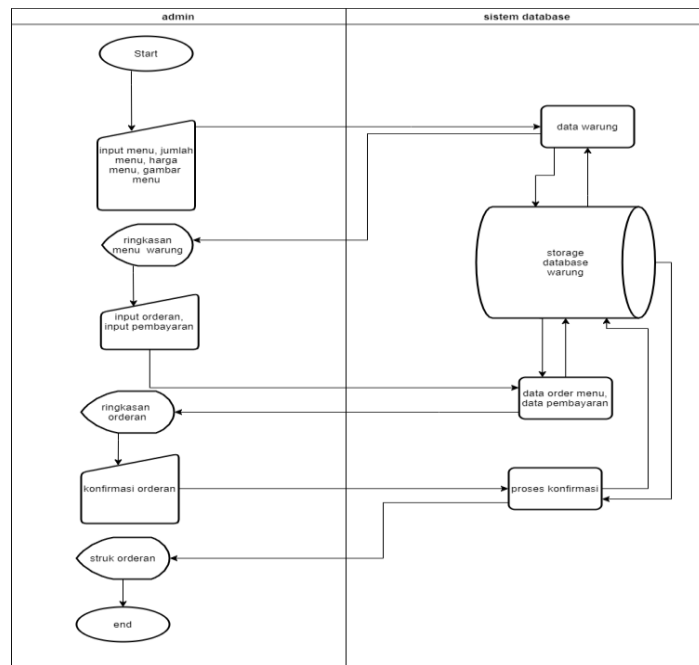 admin
sistem database
Start
input menu, jumlah
menu, harga
menu, gambar
menu
data warung
ringkasan
menu warung
storage
database
warung
input orderan,
input pembayaran
data order menu,
data pembayaran
ringkasan
orderan
konfirmasi orderan
proses konfirmasi
struk orderan
end